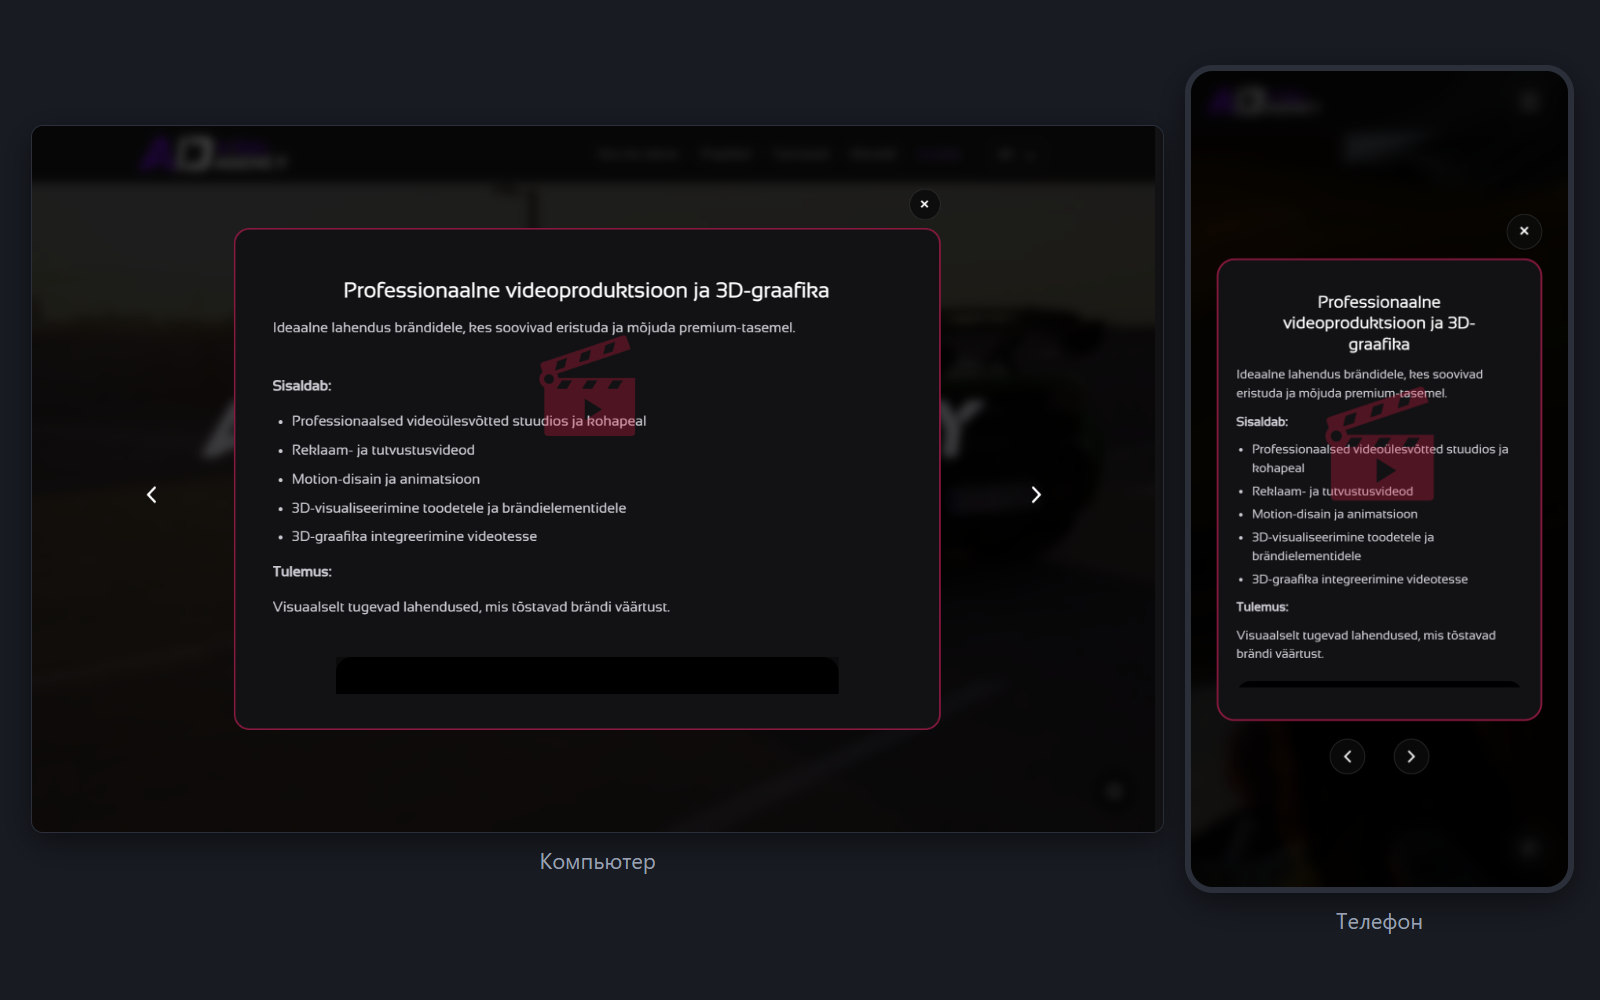 Professionaalne videoproduktsioon ja 3D-graafika
Ideaalne lahendus brändidele, kes soovivad eristuda ja mõjuda premium-tasemel.
Sisaldab:
• Professionaalsed videoülesvõtted stuudios ja kohapeal
• Reklaam- ja tutvustusvideod
• Motion-disain ja animatsioon
• 3D-visualiseerimine toodetele ja brändielementidele
• 3D-graafika integreerimine videotesse
Tulemus:
Visuaalselt tugevad lahendused, mis tõstavad brändi väärtust.
Компьютер
Professionaalne
videoproduktsioon ja 3D-
graafika
Ideaalne lahendus brändidele, kes soovivad
eristuda ja mõjuda premium-tasemel.
Sisaldab:
• Professionaalsed videoülesvõtted stuudios ja
kohapeal
• Reklaam- ja tutvustusvideod
• Motion-disain ja animatsioon
• 3D-visualiseerimine toodetele ja
brändielementidele
• 3D-graafika integreerimine videotesse
Tulemus:
Visuaalselt tugevad lahendused, mis tõstavad
brändi väärtust.
Телефон